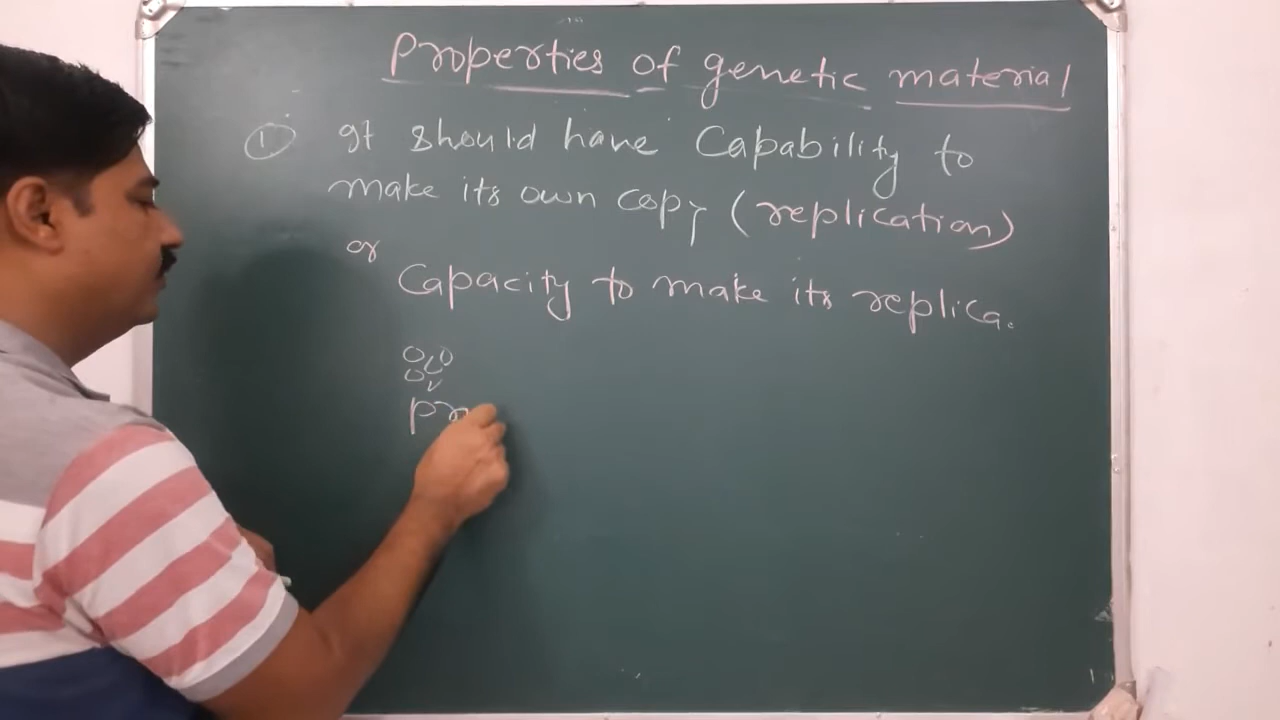 Properties of genetic material
① It should have capability to
make its own copy (replication)
or
Capacity to make its replica.
Pr